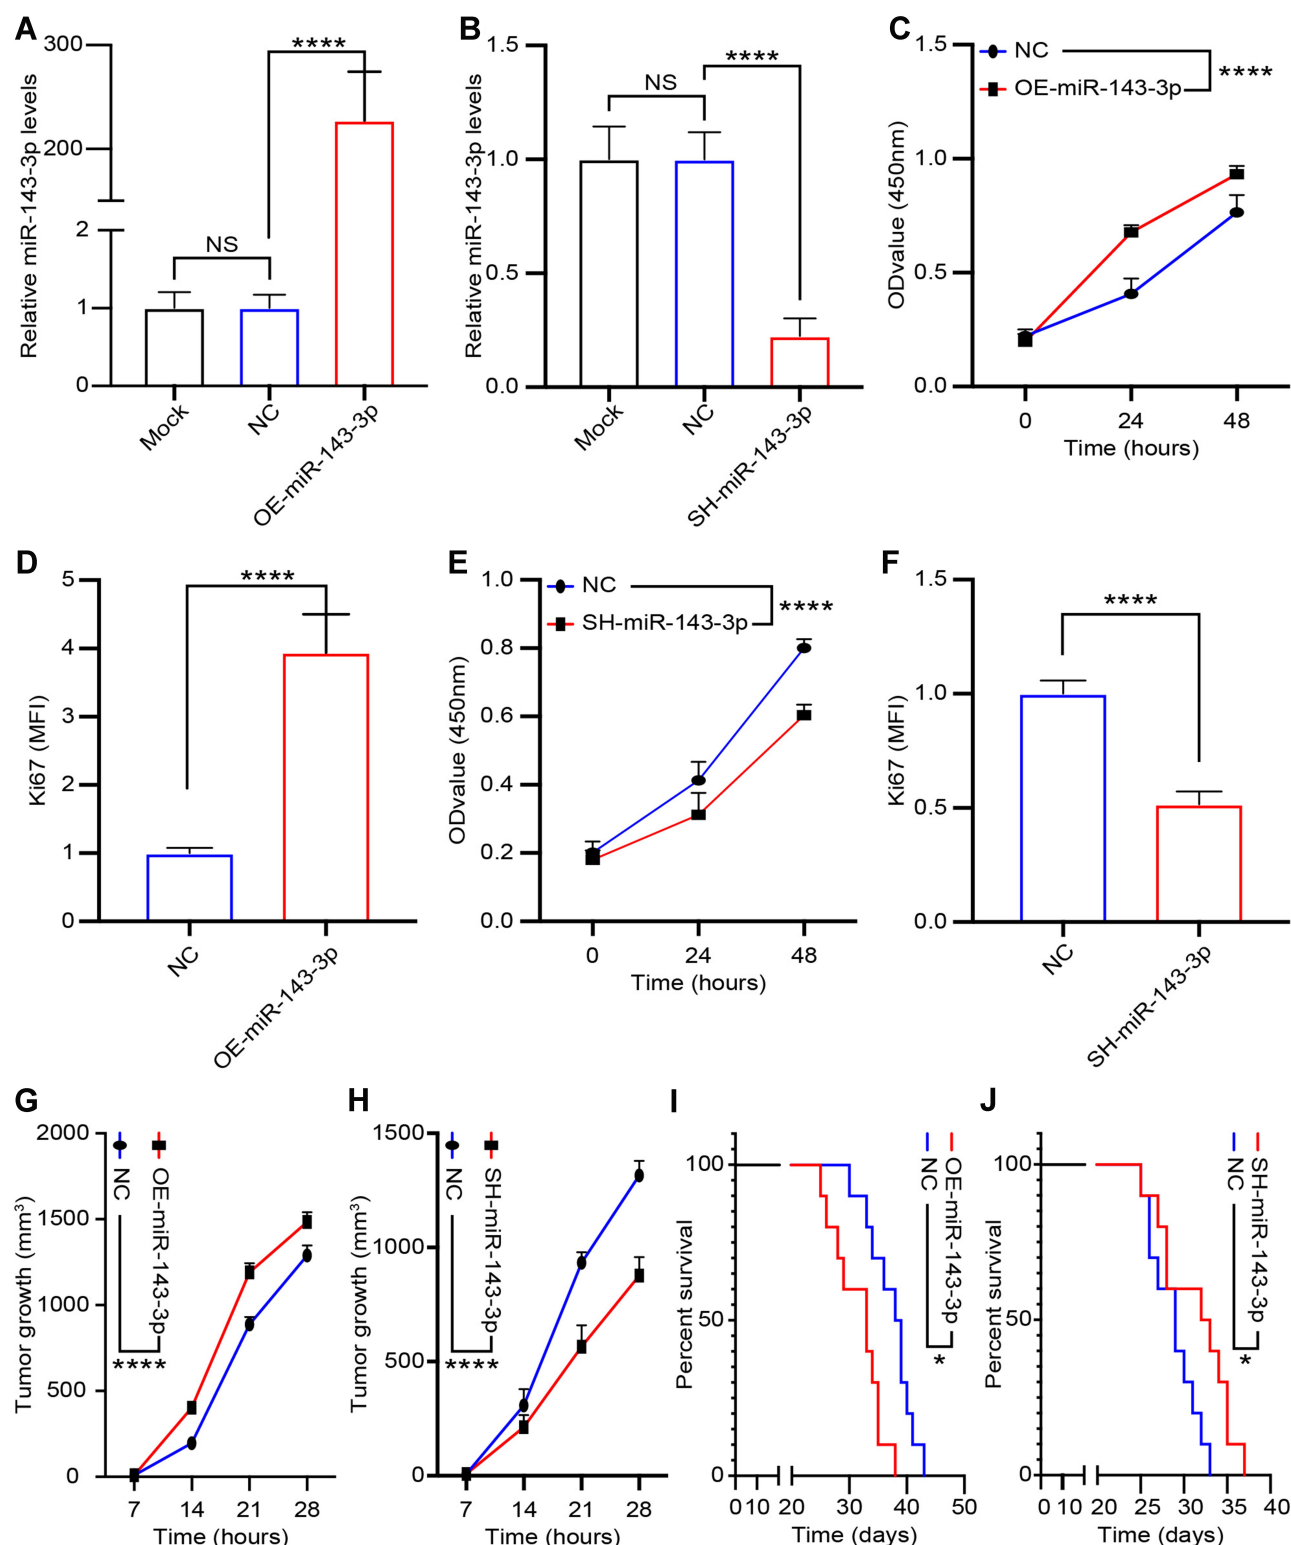 A
Relative miR-143-3p levels
300
200
2
1
0
NS
****
Mock
NC
OE-miR-143-3p
B
Relative miR-143-3p levels
1.5
1.0
0.5
0.0
NS
****
Mock
NC
SH-miR-143-3p
C
ODvalue (450nm)
1.5
1.0
0.5
0.0
NC
OE-miR-143-3p
****
0
24
48
Time (hours)
D
Ki67 (MFI)
5
4
3
2
1
0
****
NC
OE-miR-143-3p
E
ODvalue (450nm)
1.0
0.8
0.6
0.4
0.2
0.0
NC
SH-miR-143-3p
****
0
24
48
Time (hours)
F
Ki67 (MFI)
1.5
1.0
0.5
0.0
****
NC
SH-miR-143-3p
G
Tumor growth (mm³)
2000
1500
1000
500
0
NC
OE-miR-143-3p
****
7
14
21
28
Time (hours)
H
Tumor growth (mm³)
1500
1000
500
0
NC
SH-miR-143-3p
****
7
14
21
28
Time (hours)
I
Percent survival
100
50
0
NC
OE-miR-143-3p
*
0
10
20
30
40
50
Time (days)
J
Percent survival
100
50
0
NC
SH-miR-143-3p
*
0
10
20
25
30
35
40
Time (days)